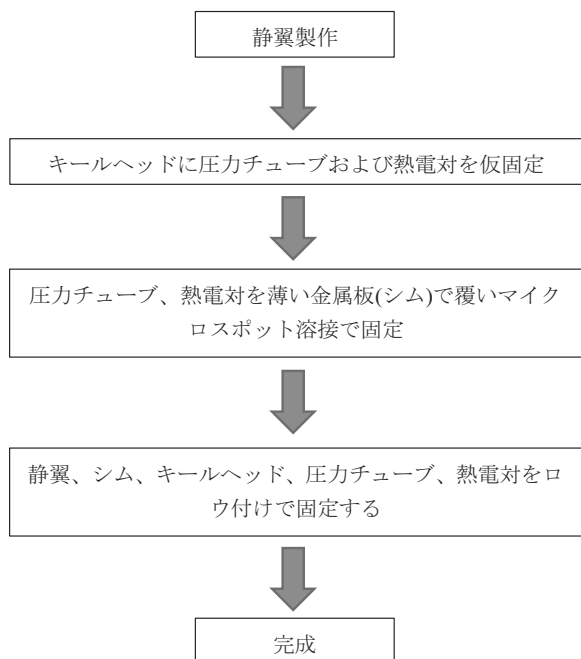 静翼製作
キールヘッドに圧力チューブおよび熱電対を仮固定
圧力チューブ、熱電対を薄い金属板(シム)で覆いマイク
ロスポット溶接で固定
静翼、シム、キールヘッド、圧力チューブ、熱電対をロ
ウ付けで固定する
完成